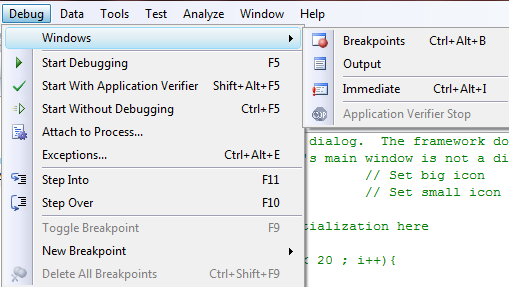 Debug Data Tools Test Analyze Window Help
Windows
Start Debugging F5
Start With Application Verifier Shift+Alt+F5
Start Without Debugging Ctrl+F5
Attach to Process...
Exceptions... Ctrl+Alt+E
Step Into F11
Step Over F10
Toggle Breakpoint F9
New Breakpoint
Delete All Breakpoints Ctrl+Shift+F9
Breakpoints Ctrl+Alt+B
Output
Immediate Ctrl+Alt+I
Application Verifier Stop
dialog. The framework do
's main window is not a di
// Set big icon
// Set small icon
ialization here
20 ; i++){